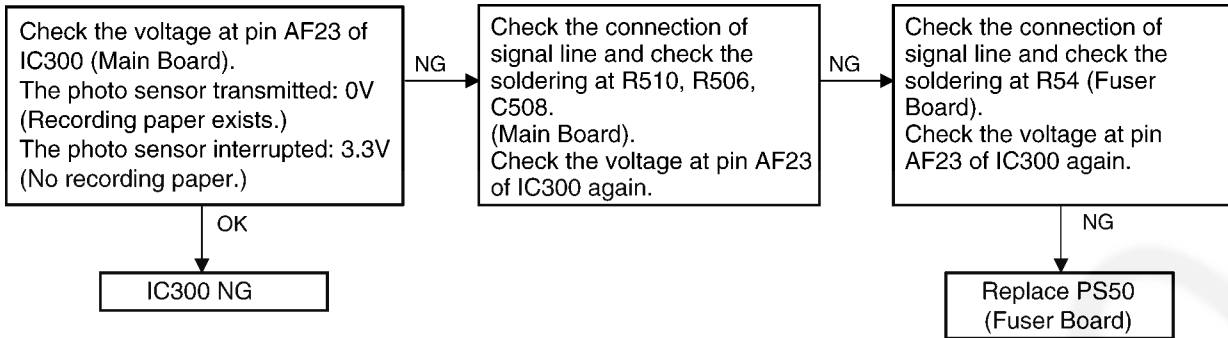 Check the voltage at pin AF23 of
IC300 (Main Board).
The photo sensor transmitted: 0V
(Recording paper exists.)
The photo sensor interrupted: 3.3V
(No recording paper.)
NG
Check the connection of
signal line and check the
soldering at R510, R506,
C508.
(Main Board).
Check the voltage at pin AF23
of IC300 again.
NG
Check the connection of
signal line and check the
soldering at R54 (Fuser
Board).
Check the voltage at pin
AF23 of IC300 again.
OK
NG
IC300 NG
Replace PS50
(Fuser Board)